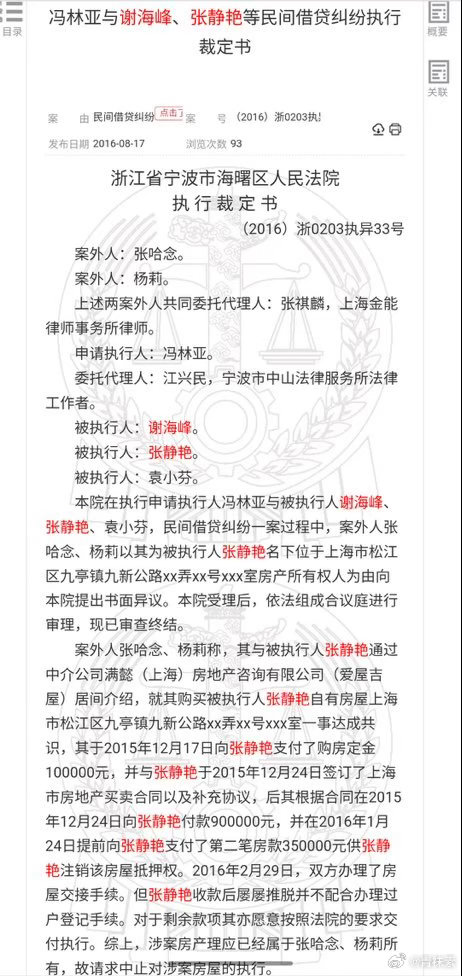 目录
冯林亚与谢海峰、张静艳等民间借贷纠纷执行
裁定书
概要
关联
案 由 民间借贷纠纷 点击了 案 号 （2016）浙0203执
发布日期 2016-08-17 浏览次数 93
浙江省宁波市海曙区人民法院
执 行 裁 定 书
（2016）浙0203执异33号
案外人：张哈念。
案外人：杨莉。
上述两案外人共同委托代理人：张祺麟，上海金能
律师事务所律师。
申请执行人：冯林亚。
委托代理人：江兴民，宁波市中山法律服务所法律
工作者。
被执行人：谢海峰。
被执行人：张静艳。
被执行人：袁小芬。
本院在执行申请执行人冯林亚与被执行人谢海峰、
张静艳、袁小芬，民间借贷纠纷一案过程中，案外人张
哈念、杨莉以其为被执行人张静艳名下位于上海市松江
区九亭镇九新公路xx弄xx号xxx室房产所有权人为由向
本院提出书面异议。本院受理后，依法组成合议庭进行
审理，现已审查终结。
案外人张哈念、杨莉称，其与被执行人张静艳通过
中介公司满懿（上海）房地产咨询有限公司（爱屋吉
屋）居间介绍，就其购买被执行人张静艳自有房屋上海
市松江区九亭镇九新公路xx弄xx号xxx室一事达成共
识，其于2015年12月17日向张静艳支付了购房定金
100000元，并与张静艳于2015年12月24日签订了上海
市房地产买卖合同以及补充协议，后其根据合同在2015
年12月24日向张静艳付款900000元，并在2016年1月
24日提前向张静艳支付了第二笔房款350000元供张静
艳注销该房屋抵押权。2016年2月29日，双方办理了房
屋交接手续。但张静艳收款后屡屡推脱并不配合办理过
户登记手续。对于剩余款项其亦愿意按照法院的要求交
付执行。综上，涉案房产理应已经属于张哈念、杨莉所
有，故请求中止对涉案房屋的执行。